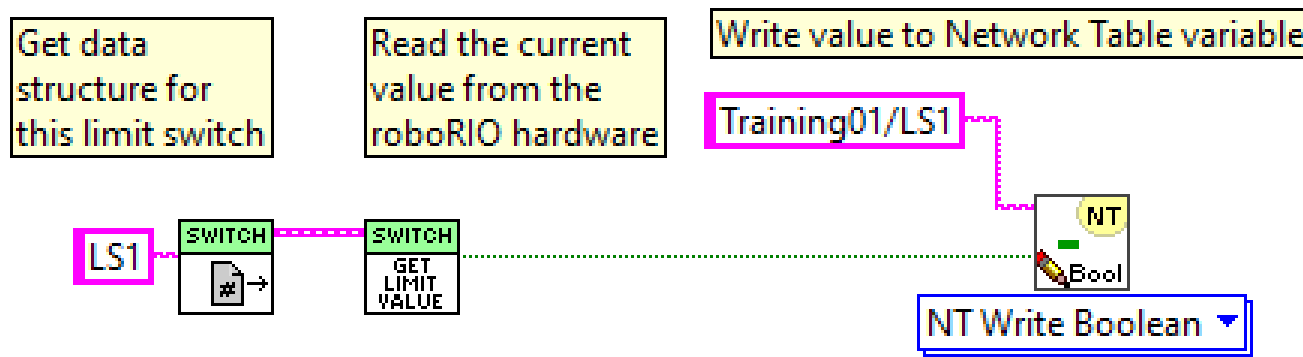 Get data
structure for
this limit switch
Read the current
value from the
roboRIO hardware
Write value to Network Table variable
Training01/LS1
LS1
SWITCH
#
SWITCH
GET
LIMIT
VALUE
NT
Bool
NT Write Boolean